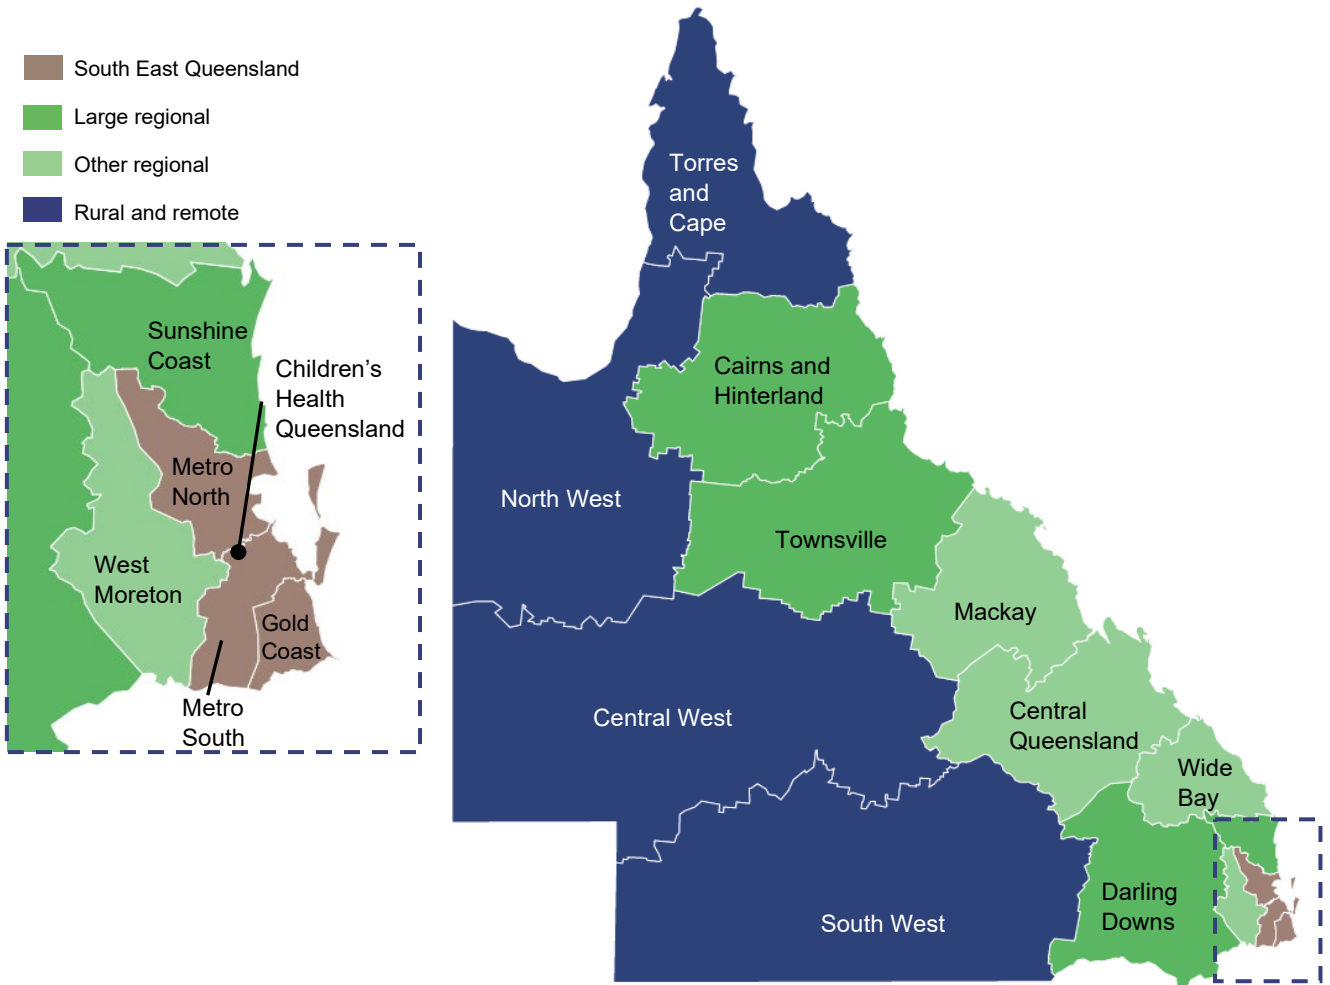 South East Queensland
Large regional
Other regional
Rural and remote
Sunshine
Coast
Children’s
Health
Queensland
Metro
North
West
Moreton
Gold
Coast
Metro
South
Torres
and
Cape
Cairns and
Hinterland
North West
Townsville
Mackay
Central West
Central
Queensland
Wide
Bay
Darling
Downs
South West